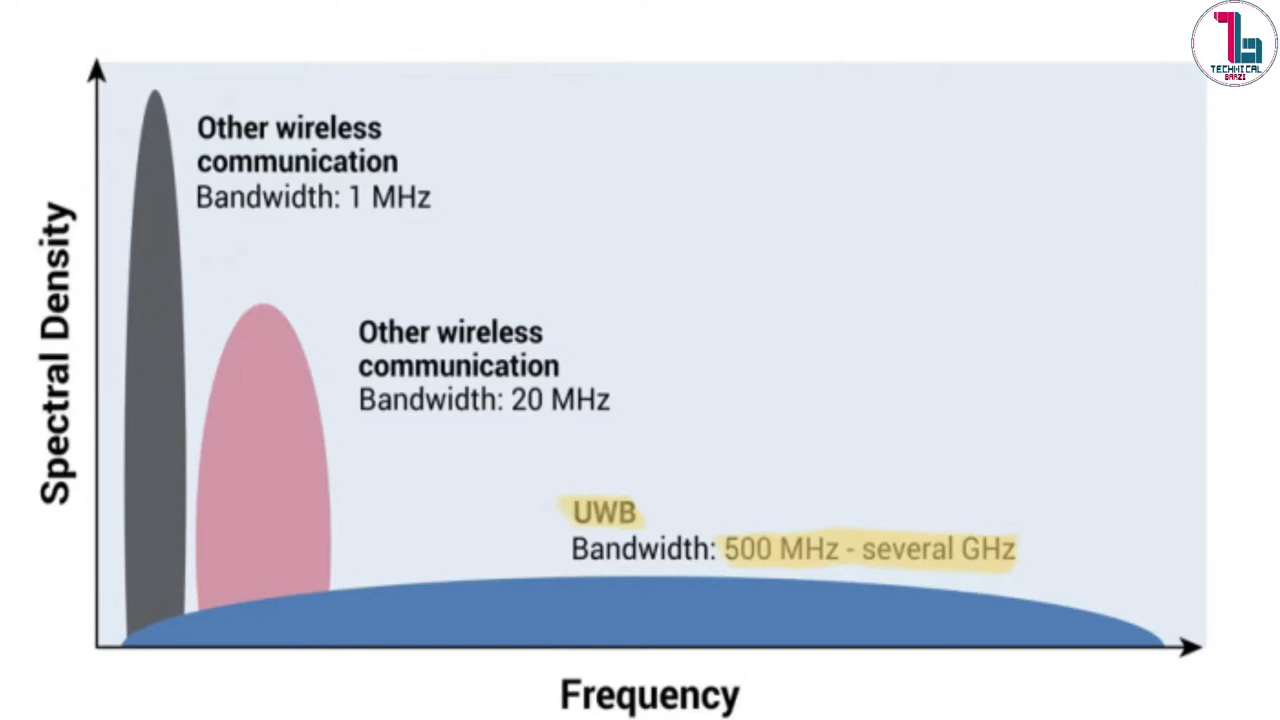 TECHNICAL
BAAZI
Other wireless
communication
Bandwidth: 1 MHz
Spectral Density
Other wireless
communication
Bandwidth: 20 MHz
UWB
Bandwidth: 500 MHz - several GHz
Frequency